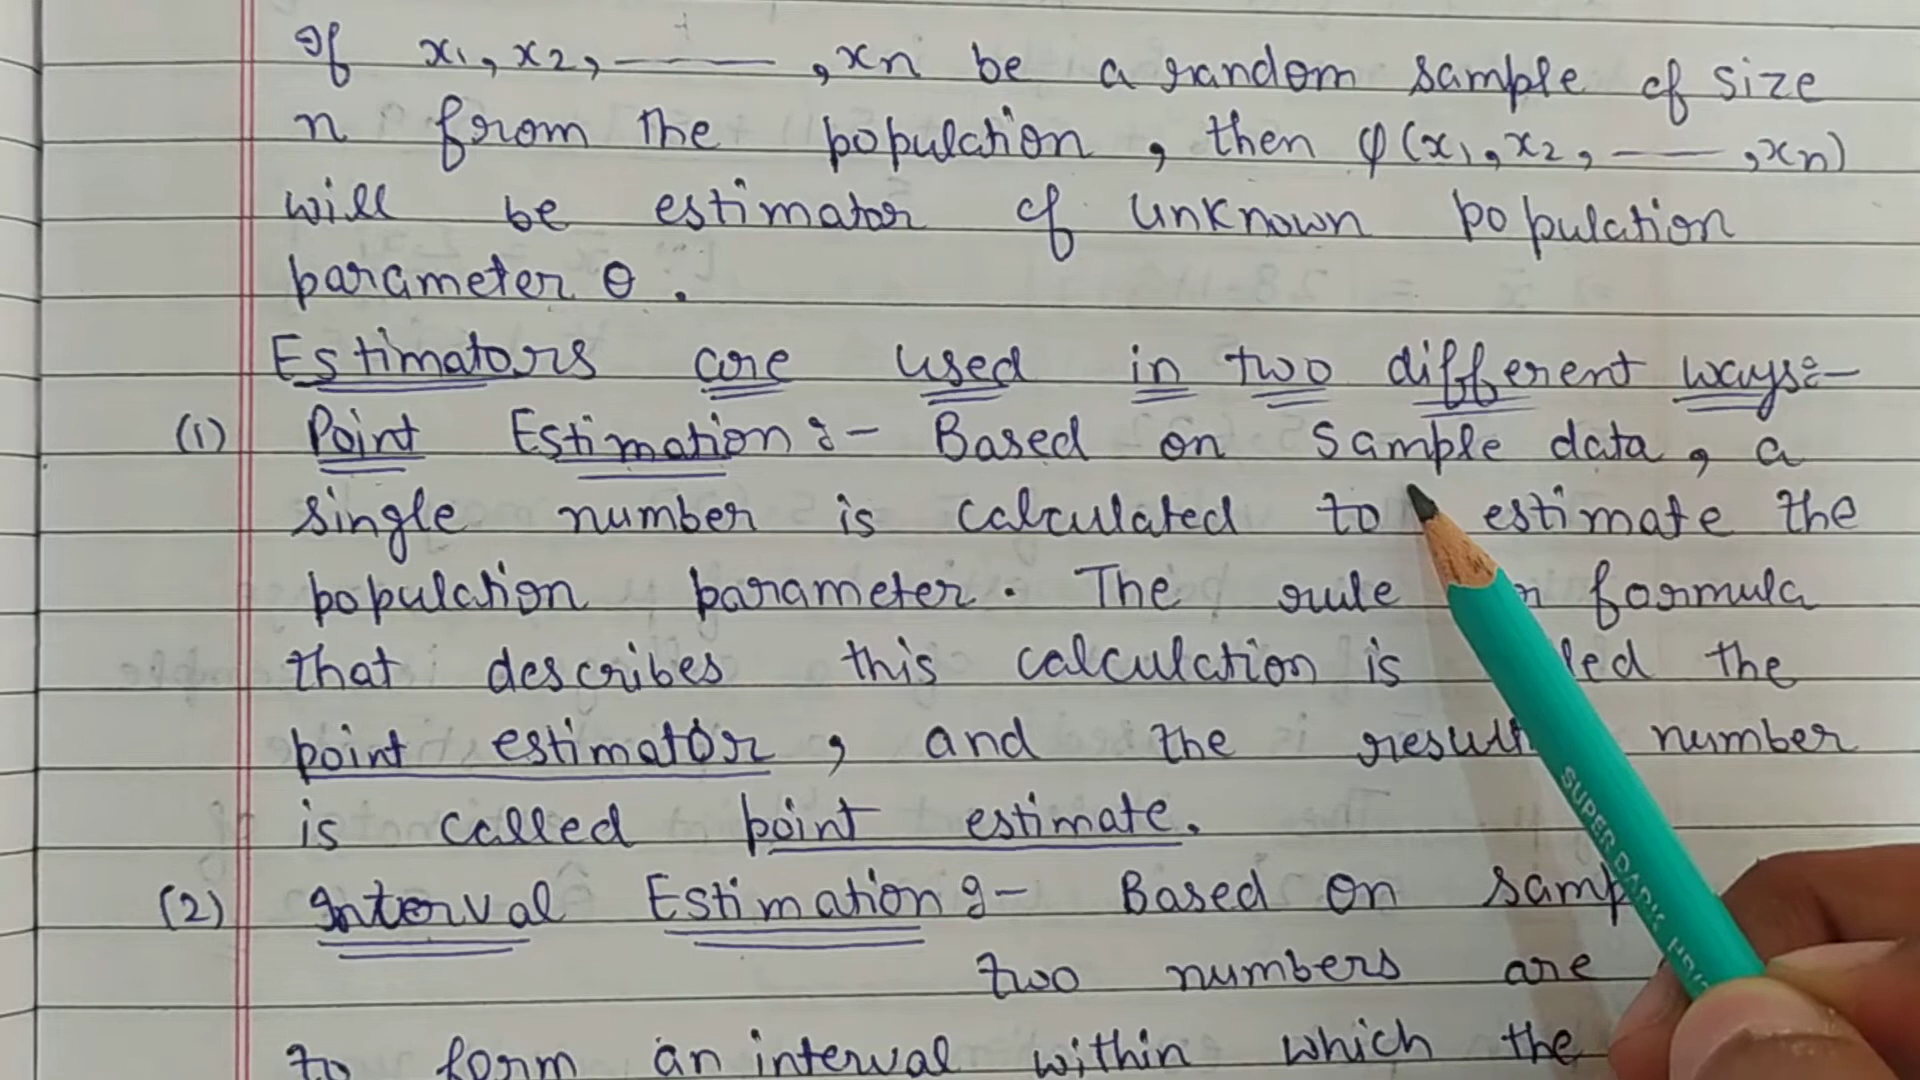 If x1, x2, ——— , xn be a random sample of size
n from the population , then φ(x1, x2, —— , xn)
will be estimator of unknown population
parameter θ .
Estimators are used in two different ways:-
(1) Point Estimation :- Based on sample data , a
single number is calculated to estimate the
population parameter. The rule formula
that describes this calculation is the
point estimator , and the number
is called point estimate.
(2) Interval Estimation :- Based on
two numbers are
to form an interval within which the
SUPER DARK